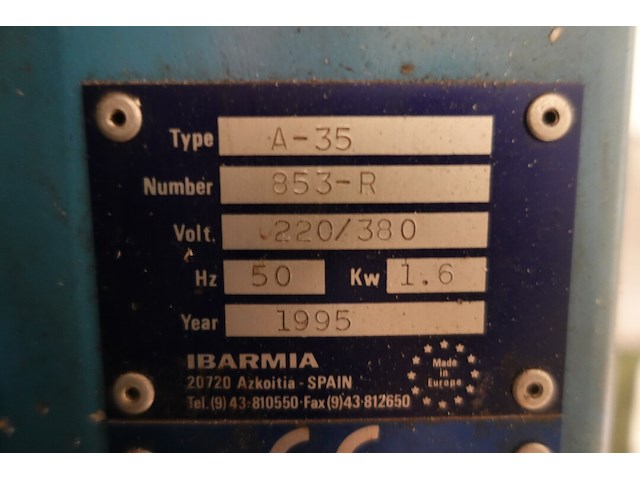 Type A-35
Number 853-R
Volt. 220/380
Hz 50 Kw 1.6
Year 1995
IBARMIA
20720 Azkoitia - SPAIN
Tel.(9) 43-810550·Fax(9)43-812650
Made
in
Europe
CE